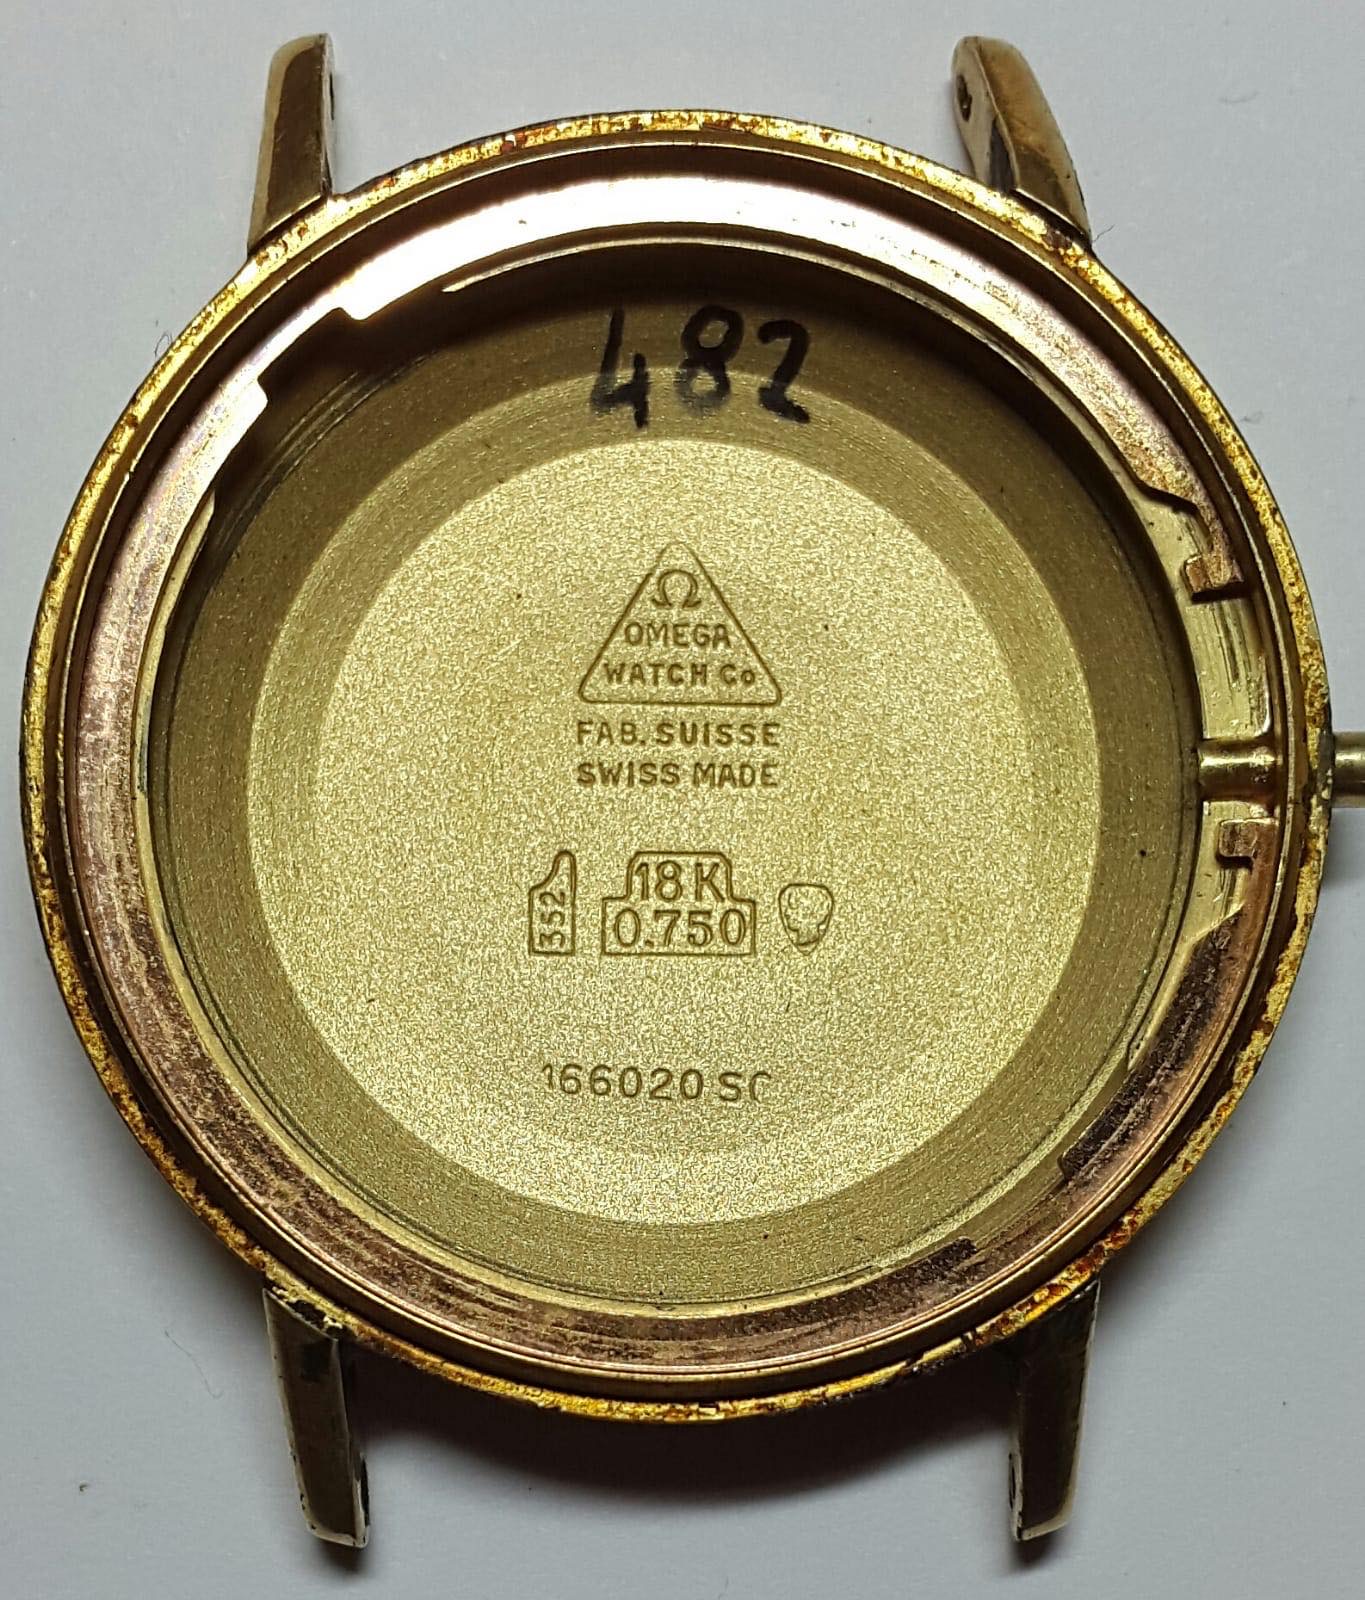 482
Ω
OMEGA
WATCH Co
FAB. SUISSE
SWISS MADE
352
18K
0.750
166020 SC